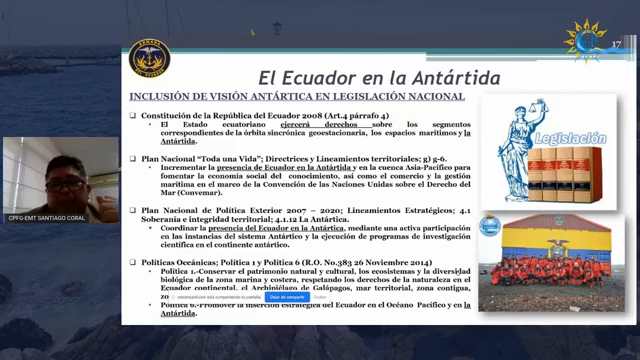 17
El Ecuador en la Antártida
INCLUSIÓN DE VISIÓN ANTÁRTICA EN LEGISLACIÓN NACIONAL
Constitución de la República del Ecuador 2008 (Art.4 párrafo 4)
El Estado ecuatoriano ejercerá derechos sobre los segmentos
correspondientes de la órbita sincrónica geoestacionaria, los espacios marítimos y la
Antártida.
Plan Nacional "Toda una Vida"; Directrices y Lineamientos territoriales; g) g-6.
Incrementar la presencia de Ecuador en la Antártida y en la cuenca Asia-Pacífico para
fomentar la economía social del conocimiento, así como el comercio y la gestión
marítima en el marco de la Convención de las Naciones Unidas sobre el Derecho del
Mar (Convemar).
Plan Nacional de Política Exterior 2007 – 2020; Lineamientos Estratégicos; 4.1
Soberanía e integridad territorial; 4.1.12 La Antártica.
Coordinar la presencia del Ecuador en la Antártica, mediante una activa participación
en las instancias del sistema Antártico y la ejecución de programas de investigación
científica en el continente antártico.
Políticas Oceánicas; Política 1 y Política 6 (R.O. No.383 26 Noviembre 2014)
Política 1.-Conservar el patrimonio natural y cultural, los ecosistemas y la diversidad
biológica de la zona marina y costera, respetando los derechos de la naturaleza en el
Ecuador continental, el Archipiélago de Galápagos, mar territorial, zona contigua,
zo
está compartiendo tu pantalla.
Dejar de compartir
Ocultar
Política 6.-Promover la inserción estratégica del Ecuador en el Océano Pacífico y en la
Antártida.
Legislación
CPFG-EMT SANTIAGO CORAL